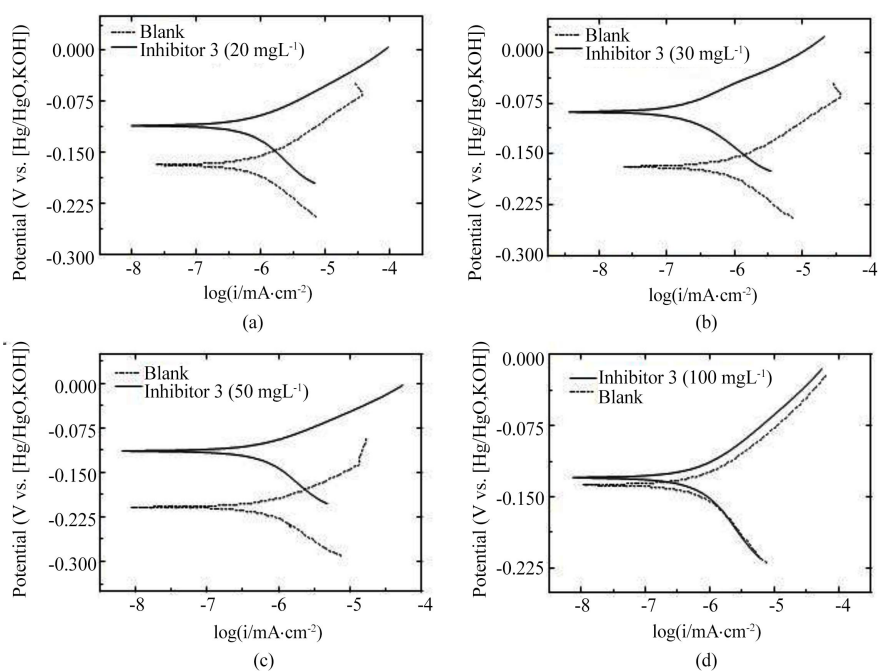 Blank
Inhibitor 3 (20 mgL⁻¹)
0.000
-0.075
-0.150
-0.225
-0.300
Potential (V vs. [Hg/HgO,KOH])
-8 -7 -6 -5 -4
log(i/mA·cm⁻²)
(a)
Blank
Inhibitor 3 (30 mgL⁻¹)
0.000
-0.075
-0.150
-0.225
-0.300
Potential (V vs. [Hg/HgO,KOH])
-8 -7 -6 -5 -4
log(i/mA·cm⁻²)
(b)
Blank
Inhibitor 3 (50 mgL⁻¹)
0.000
-0.075
-0.150
-0.225
-0.300
Potential (V vs. [Hg/HgO,KOH])
-8 -7 -6 -5 -4
log(i/mA·cm⁻²)
(c)
Inhibitor 3 (100 mgL⁻¹)
Blank
0.000
-0.075
-0.150
-0.225
Potential (V vs. [Hg/HgO,KOH])
-8 -7 -6 -5 -4
log(i/mA·cm⁻²)
(d)